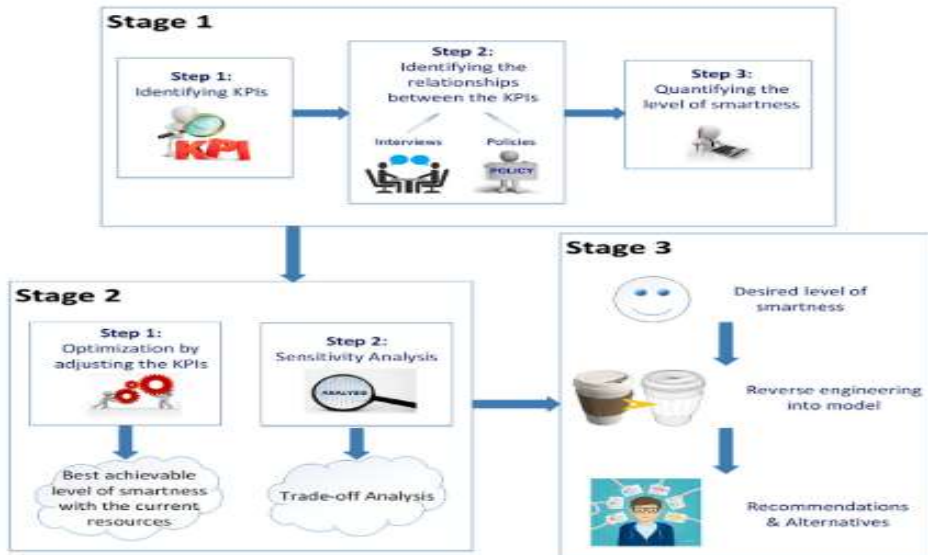 Stage 1
Step 1:
Identifying KPIs
KPI
Step 2:
Identifying the
relationships
between the KPIs
Interviews
Policies
POLICY
Step 3:
Quantifying the
level of smartness
Stage 2
Step 1:
Optimization by
adjusting the KPIs
Best achievable
level of smartness
with the current
resources
Step 2:
Sensitivity Analysis
ANALYSIS
Trade-off Analysis
Stage 3
Desired level of
smartness
Reverse engineering
into model
Recommendations
& Alternatives